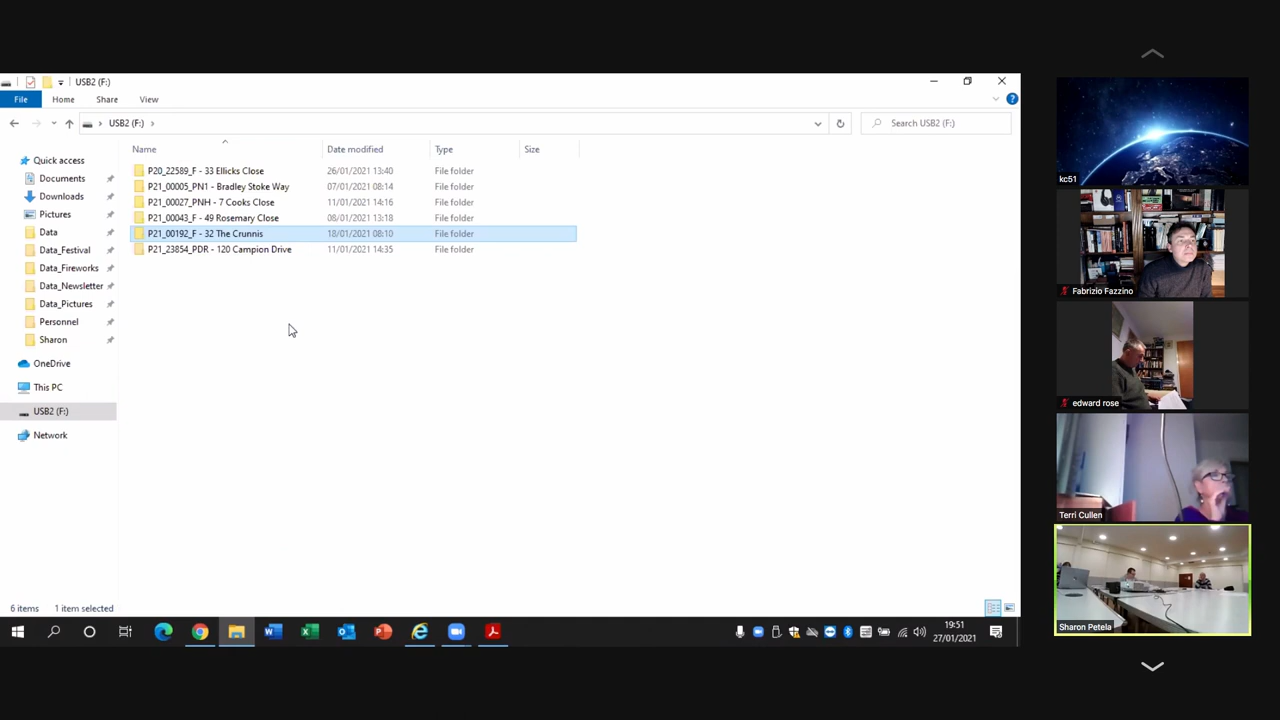 USB2 (F:)
File Home Share View
USB2 (F:) Search USB2 (F:)
Name Date modified Type Size
Quick access
Documents
Downloads
Pictures
Data
Data_Festival
Data_Fireworks
Data_Newsletter
Data_Pictures
Personnel
Sharon
OneDrive
This PC
USB2 (F:)
Network
P20_22589_F - 33 Ellicks Close 26/01/2021 13:40 File folder
P21_00005_PN1 - Bradley Stoke Way 07/01/2021 08:14 File folder
P21_00027_PNH - 7 Cooks Close 11/01/2021 14:16 File folder
P21_00043_F - 49 Rosemary Close 08/01/2021 13:18 File folder
P21_00192_F - 32 The Crunnis 18/01/2021 08:10 File folder
P21_23854_PDR - 120 Campion Drive 11/01/2021 14:35 File folder
6 items 1 item selected
19:51
27/01/2021
kc51
Fabrizio Fazzino
edward rose
Terri Cullen
Sharon Petela